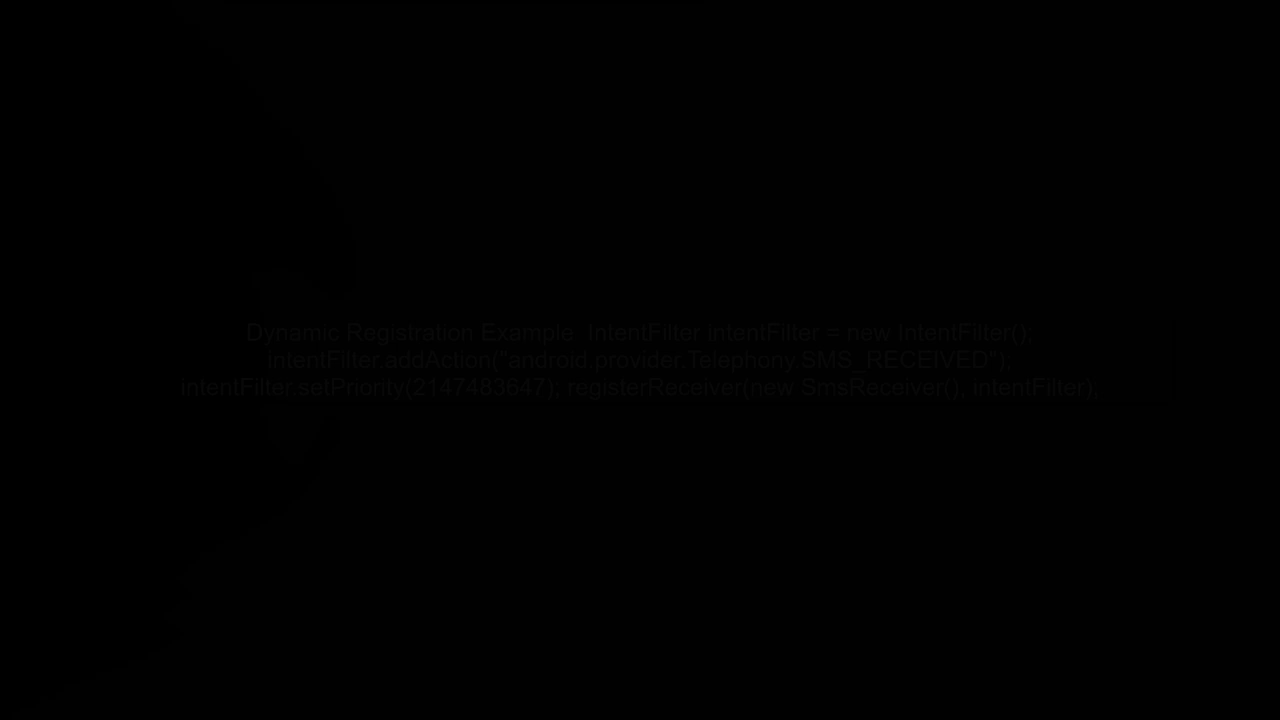 Dynamic Registration Example  IntentFilter intentFilter = new IntentFilter();
intentFilter.addAction("android.provider.Telephony.SMS_RECEIVED");
intentFilter.setPriority(2147483647); registerReceiver(new SmsReceiver(), intentFilter);